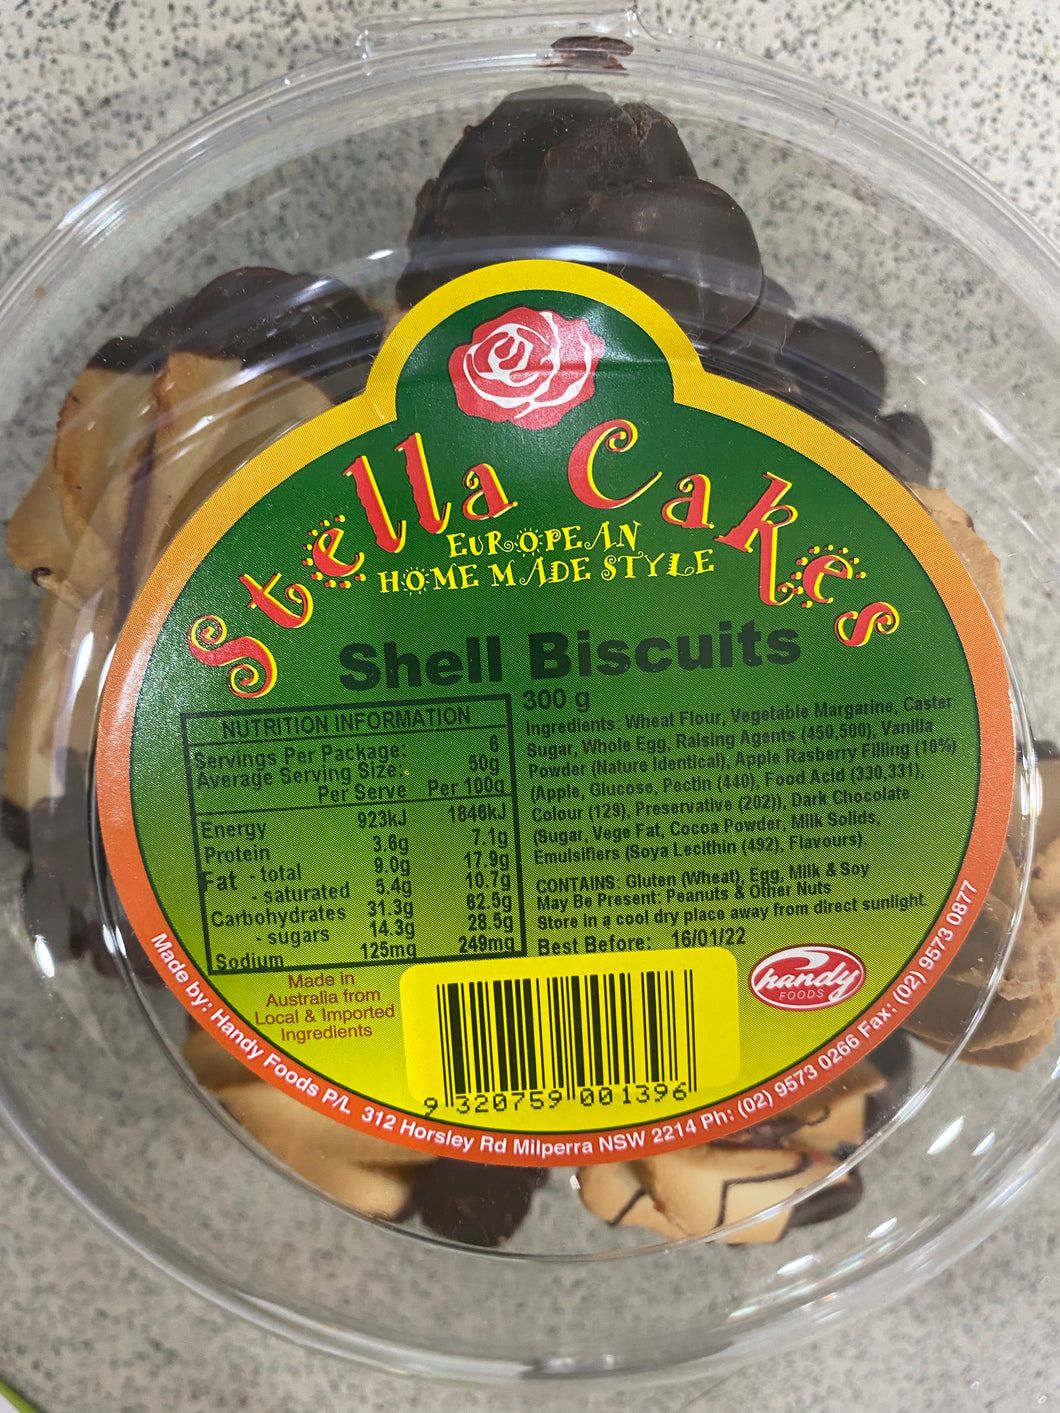 Stella Cakes
EUROPEAN
HOME MADE STYLE
Shell Biscuits
300 g
NUTRITION INFORMATION
Servings Per Package: 6
Average Serving Size: 50g
Per Serve Per 100g
Energy 923kJ 1846kJ
Protein 3.6g 7.1g
Fat - total 9.0g 17.9g
- saturated 5.4g 10.7g
Carbohydrates 31.3g 62.5g
- sugars 14.3g 28.5g
Sodium 125mg 249mg
Ingredients: Wheat Flour, Vegetable Margarine, Caster
Sugar, Whole Egg, Raising Agents (450,500), Vanilla
Powder (Nature Identical), Apple Rasberry Filling (10%)
(Apple, Glucose, Pectin (440), Food Acid (330,331),
Colour (129), Preservative (202)), Dark Chocolate
(Sugar, Vege Fat, Cocoa Powder, Milk Solids,
Emulsifiers (Soya Lecithin (492), Flavours).
CONTAINS: Gluten (Wheat), Egg, Milk & Soy
May Be Present: Peanuts & Other Nuts
Store in a cool dry place away from direct sunlight.
Best Before: 16/01/22
Made in
Australia from
Local & Imported
Ingredients
handy
FOODS
9 320759 001396
Made by: Handy Foods P/L 312 Horsley Rd Milperra NSW 2214 Ph: (02) 9573 0266 Fax: (02) 9573 0877